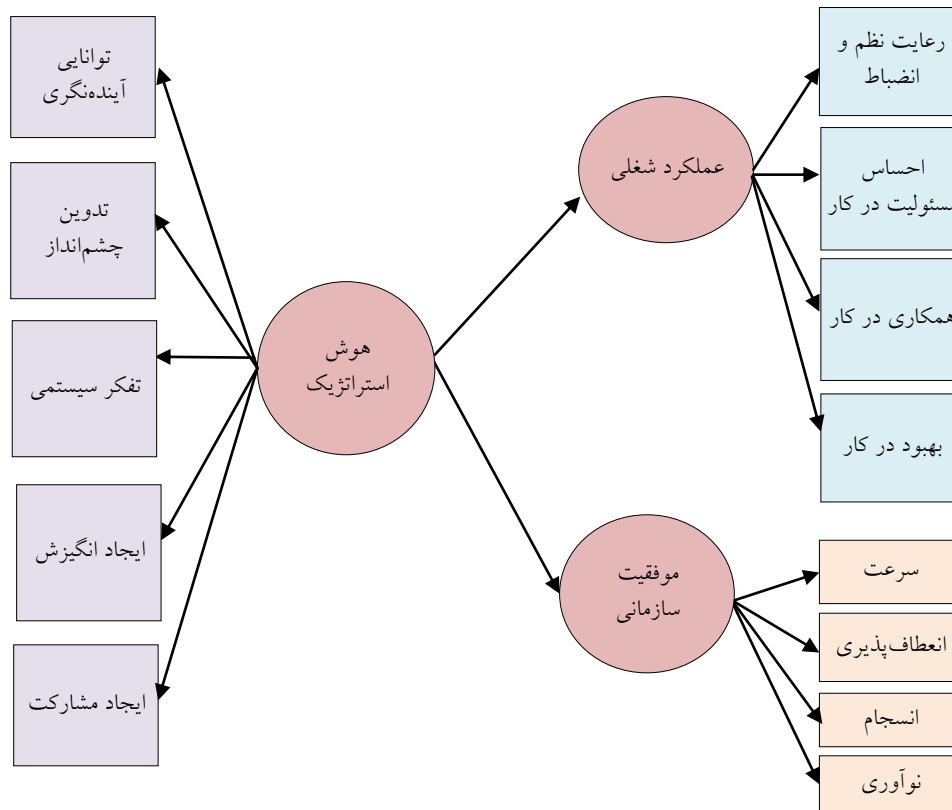 توانایی
آینده‌نگری
تدوین
چشم‌انداز
تفکر سیستمی
ایجاد انگیزش
ایجاد مشارکت
هوش
استراتژیک
عملکرد شغلی
موفقیت
سازمانی
رعایت نظم و
انضباط
احساس
مسئولیت در کار
همکاری در کار
بهبود در کار
سرعت
انعطاف‌پذیری
انسجام
نوآوری